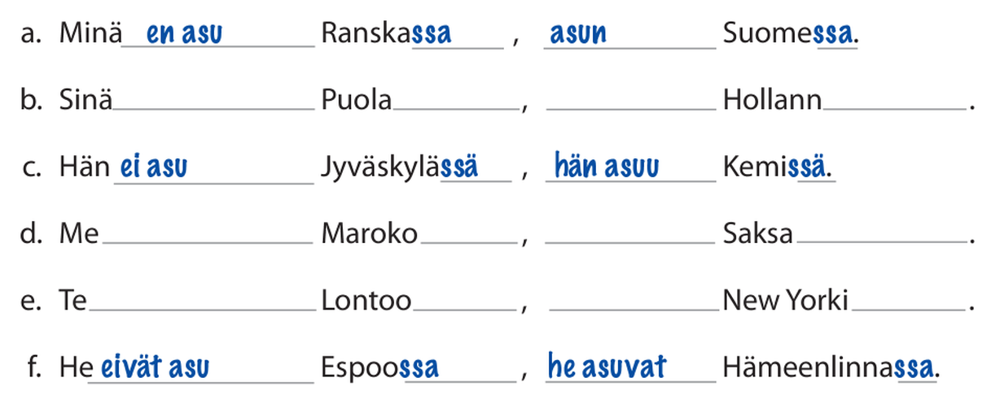 a. Minä en asu Ranskassa , asun Suomessa.
b. Sinä Puola , Hollann .
c. Hän ei asu Jyväskylässä , hän asuu Kemissä.
d. Me Maroko , Saksa .
e. Te Lontoo , New Yorki .
f. He eivät asu Espoossa , he asuvat Hämeenlinnassa.